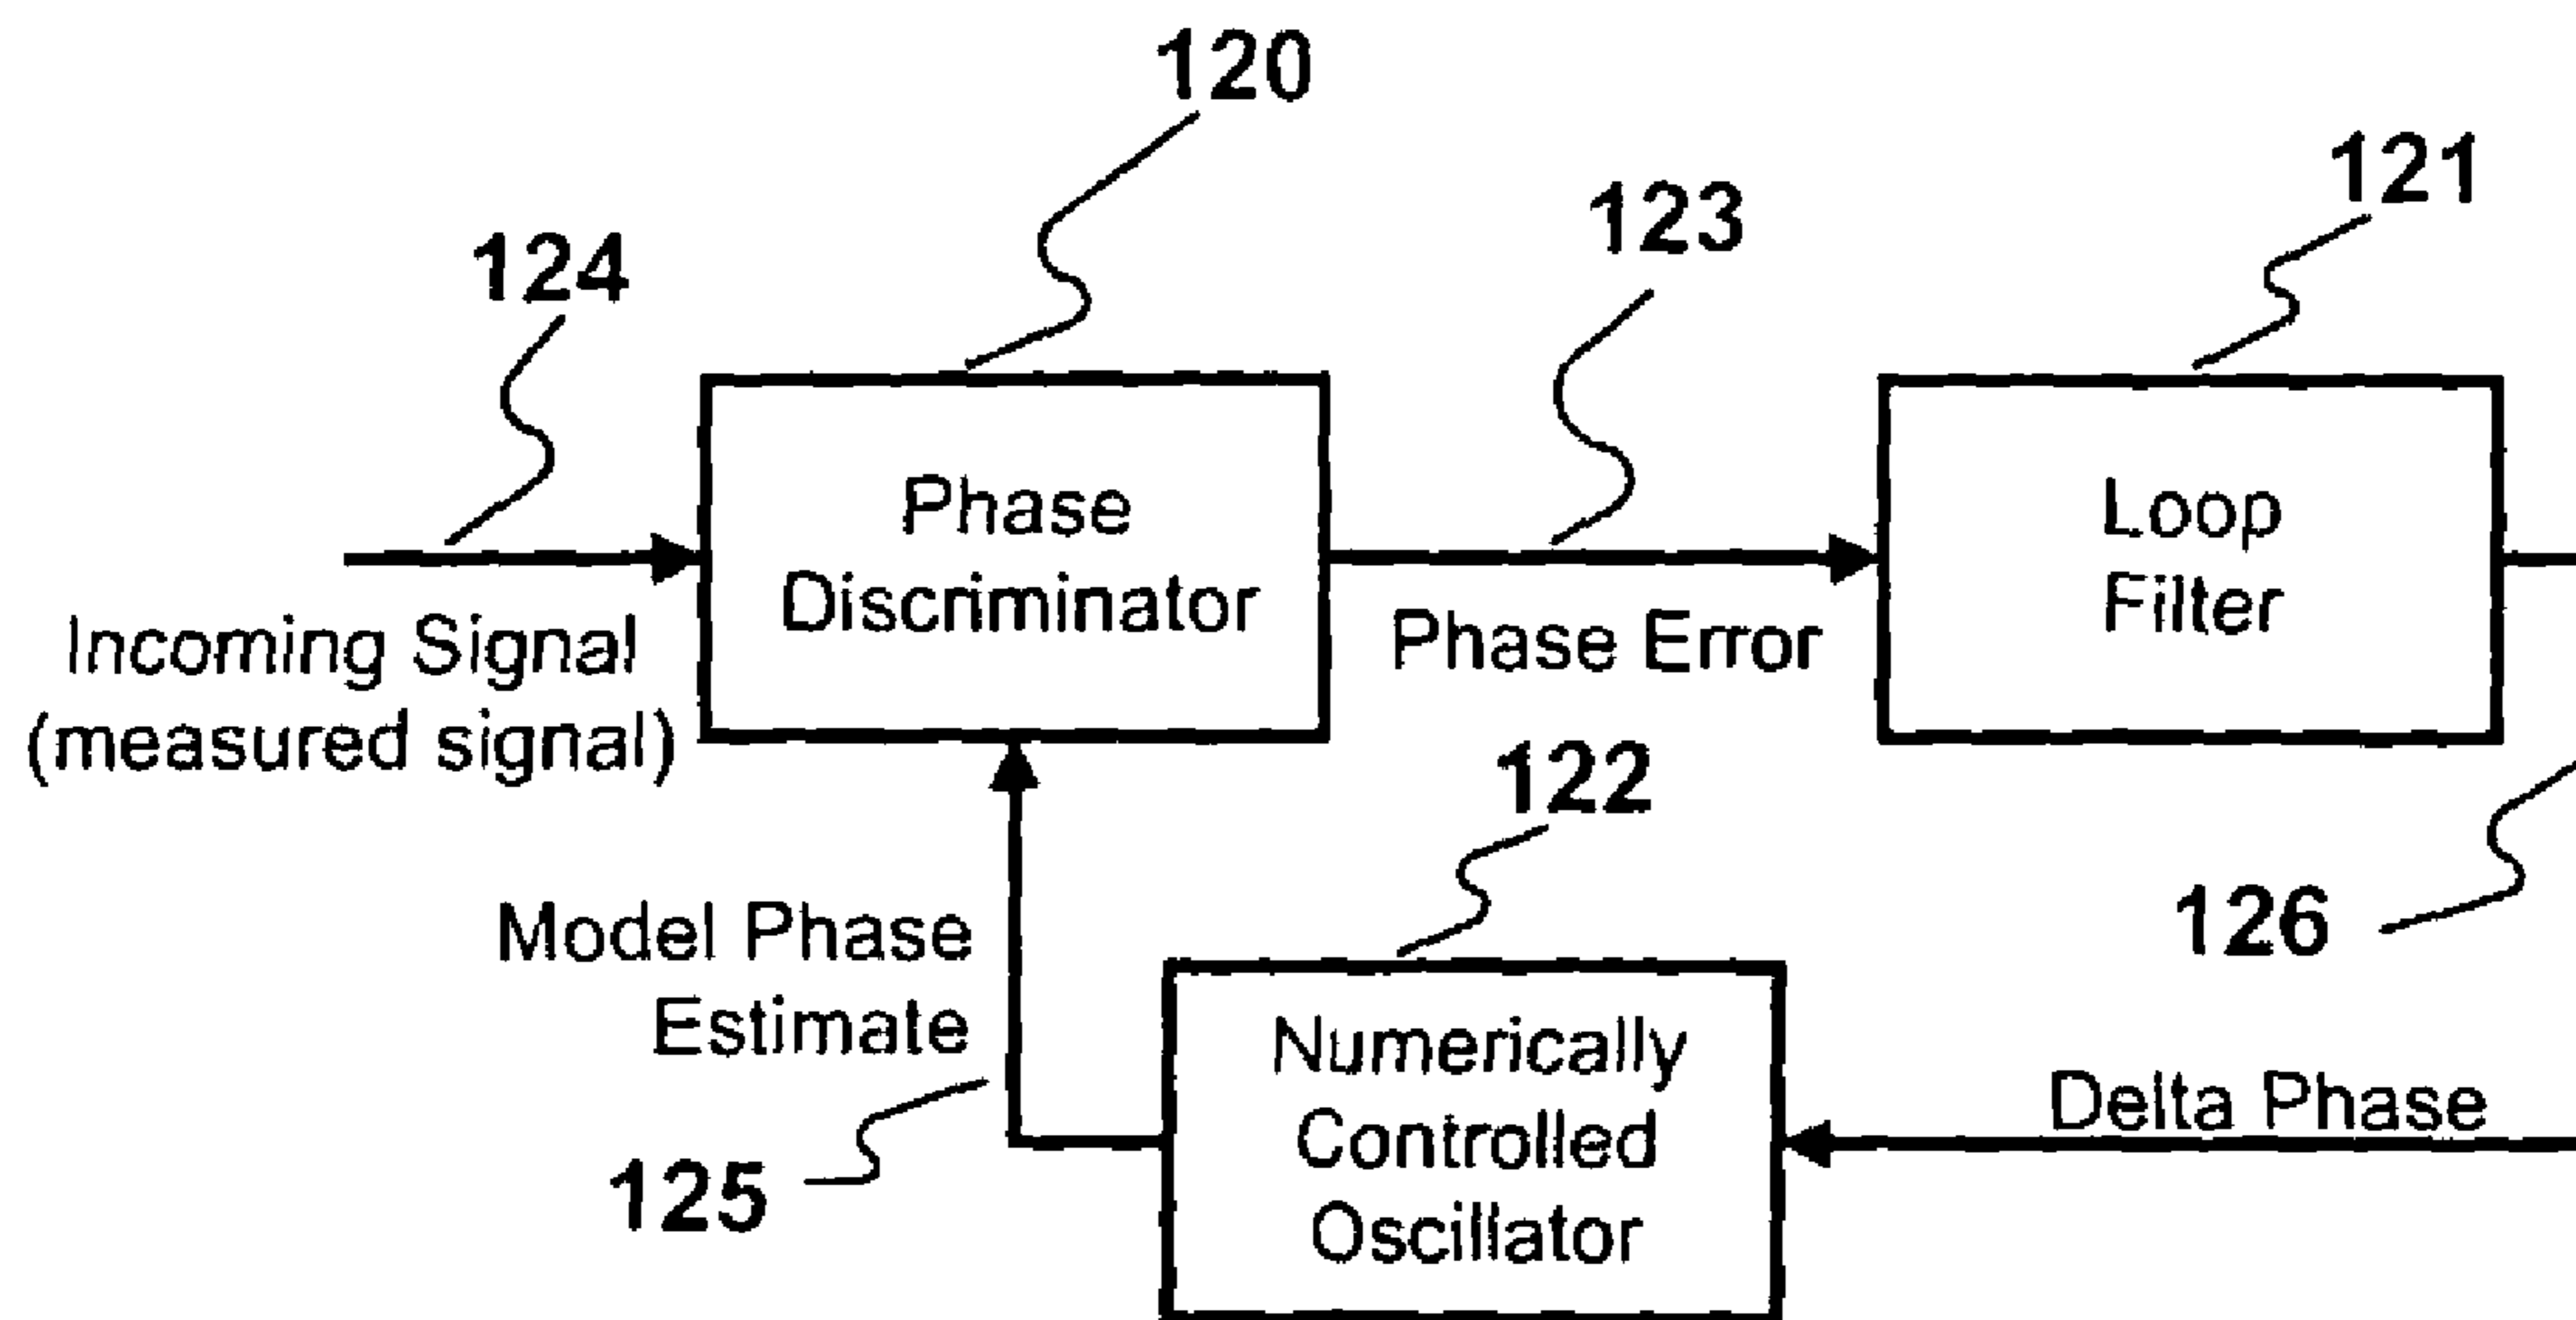 120
121
123
124
Phase
Discriminator
Loop
Filter
Incoming Signal
(measured signal)
Phase Error
122
126
Model Phase
Estimate
125
Numerically
Controlled
Oscillator
Delta Phase